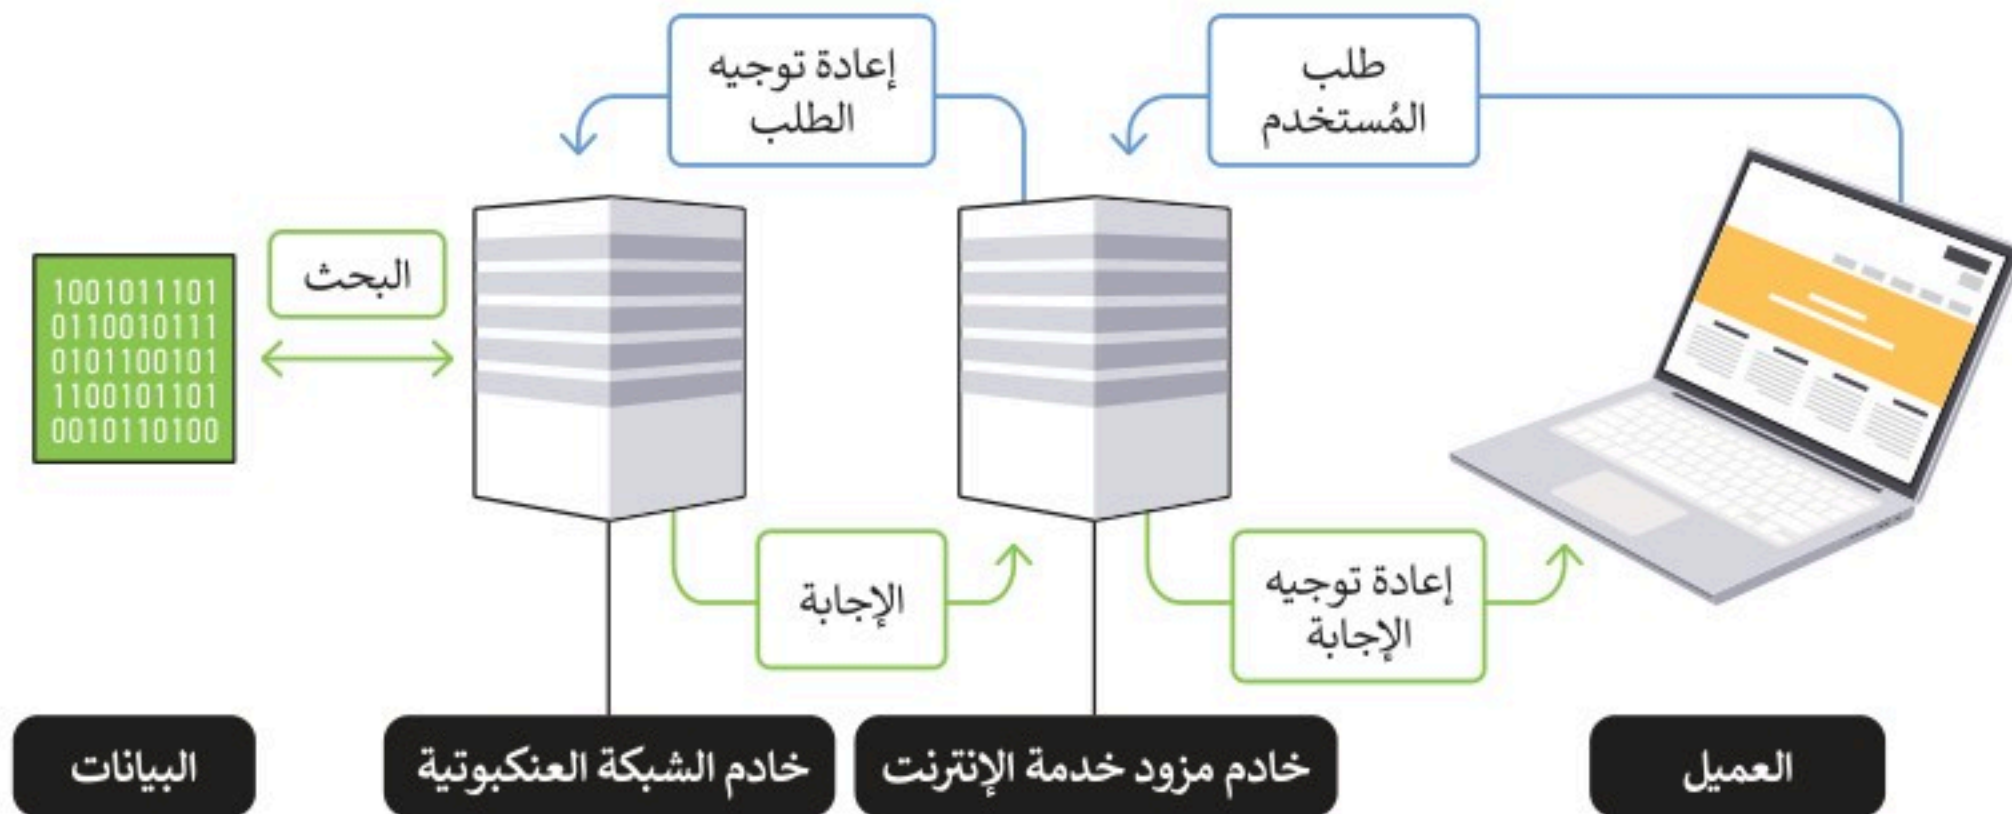 طلب
المُستخدم
إعادة توجيه
الطلب
البحث
1001011101
0110010111
0101100101
1100101101
0010110100
الإجابة
إعادة توجيه
الإجابة
العميل
خادم مزود خدمة الإنترنت
خادم الشبكة العنكبوتية
البيانات